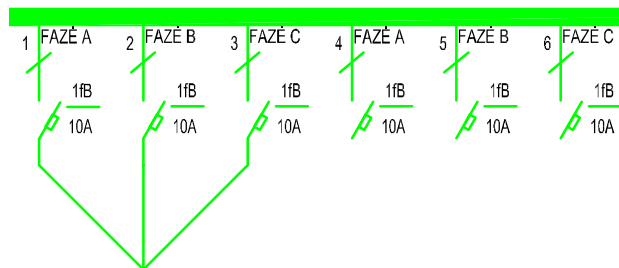 1 FAZĖ A 2 FAZĖ B 3 FAZĖ C 4 FAZĖ A 5 FAZĖ B 6 FAZĖ C
1fB 1fB 1fB 1fB 1fB 1fB
10A 10A 10A 10A 10A 10A